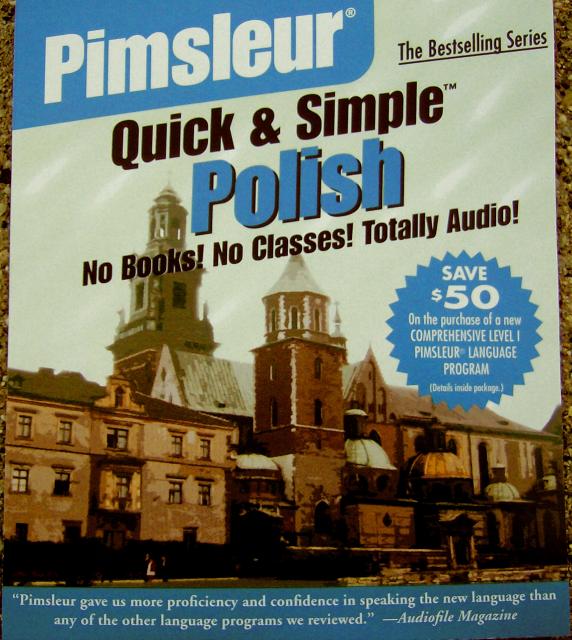 Pimsleur®
The Bestselling Series
Quick & Simple™
Polish
No Books! No Classes! Totally Audio!
SAVE
$50
On the purchase of a new
COMPREHENSIVE LEVEL I
PIMSLEUR® LANGUAGE
PROGRAM
(Details inside package.)
“Pimsleur gave us more proficiency and confidence in speaking the new language than
any of the other language programs we reviewed.” —Audiofile Magazine